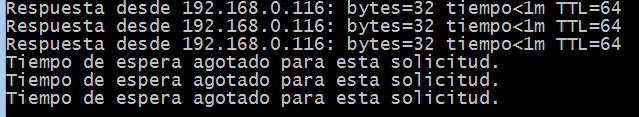 Respuesta desde 192.168.0.116: bytes=32 tiempo<1m TTL=64
Respuesta desde 192.168.0.116: bytes=32 tiempo<1m TTL=64
Respuesta desde 192.168.0.116: bytes=32 tiempo<1m TTL=64
Tiempo de espera agotado para esta solicitud.
Tiempo de espera agotado para esta solicitud.
Tiempo de espera agotado para esta solicitud.